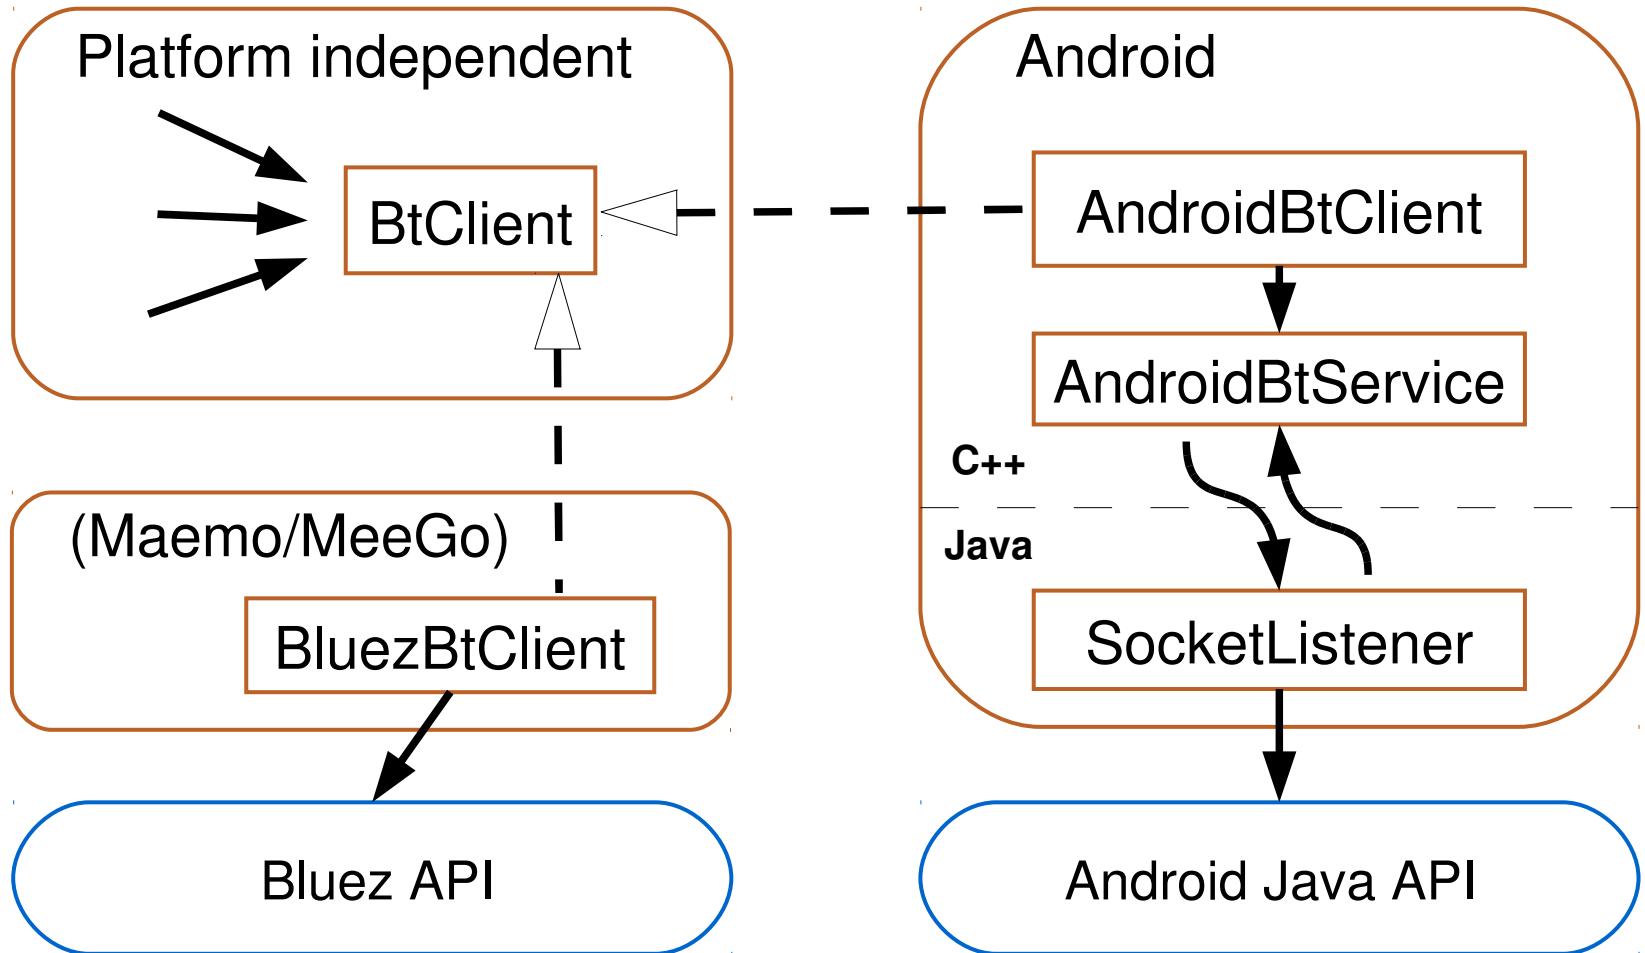 Platform independent
BtClient
(Maemo/MeeGo)
BluezBtClient
Bluez API
Android
AndroidBtClient
AndroidBtService
C++
Java
SocketListener
Android Java API